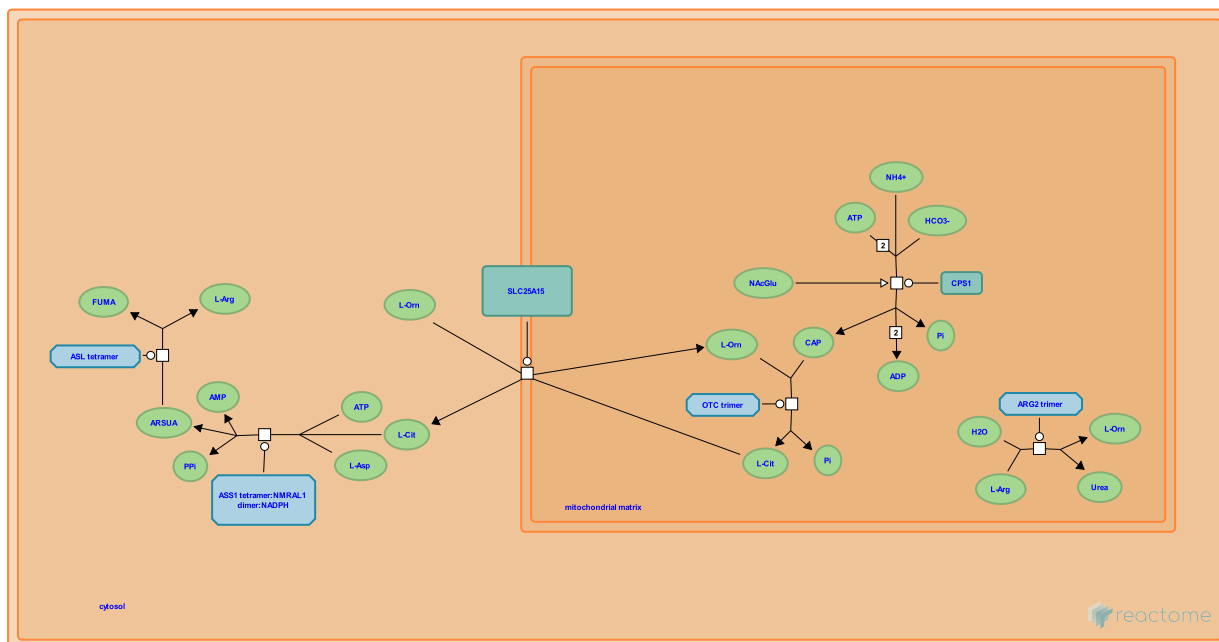 NH4+
ATP
HCO3-
2
SLC25A15
NAcGlu
CPS1
FUMA
L-Arg
L-Orn
2
Pi
L-Orn
CAP
ASL tetramer
ADP
AMP
ATP
OTC trimer
ARG2 trimer
ARSUA
L-Cit
H2O
L-Orn
PPi
L-Asp
L-Cit
Pi
L-Arg
Urea
ASS1 tetramer:NMRAL1
dimer:NADPH
mitochondrial matrix
cytosol
reactome